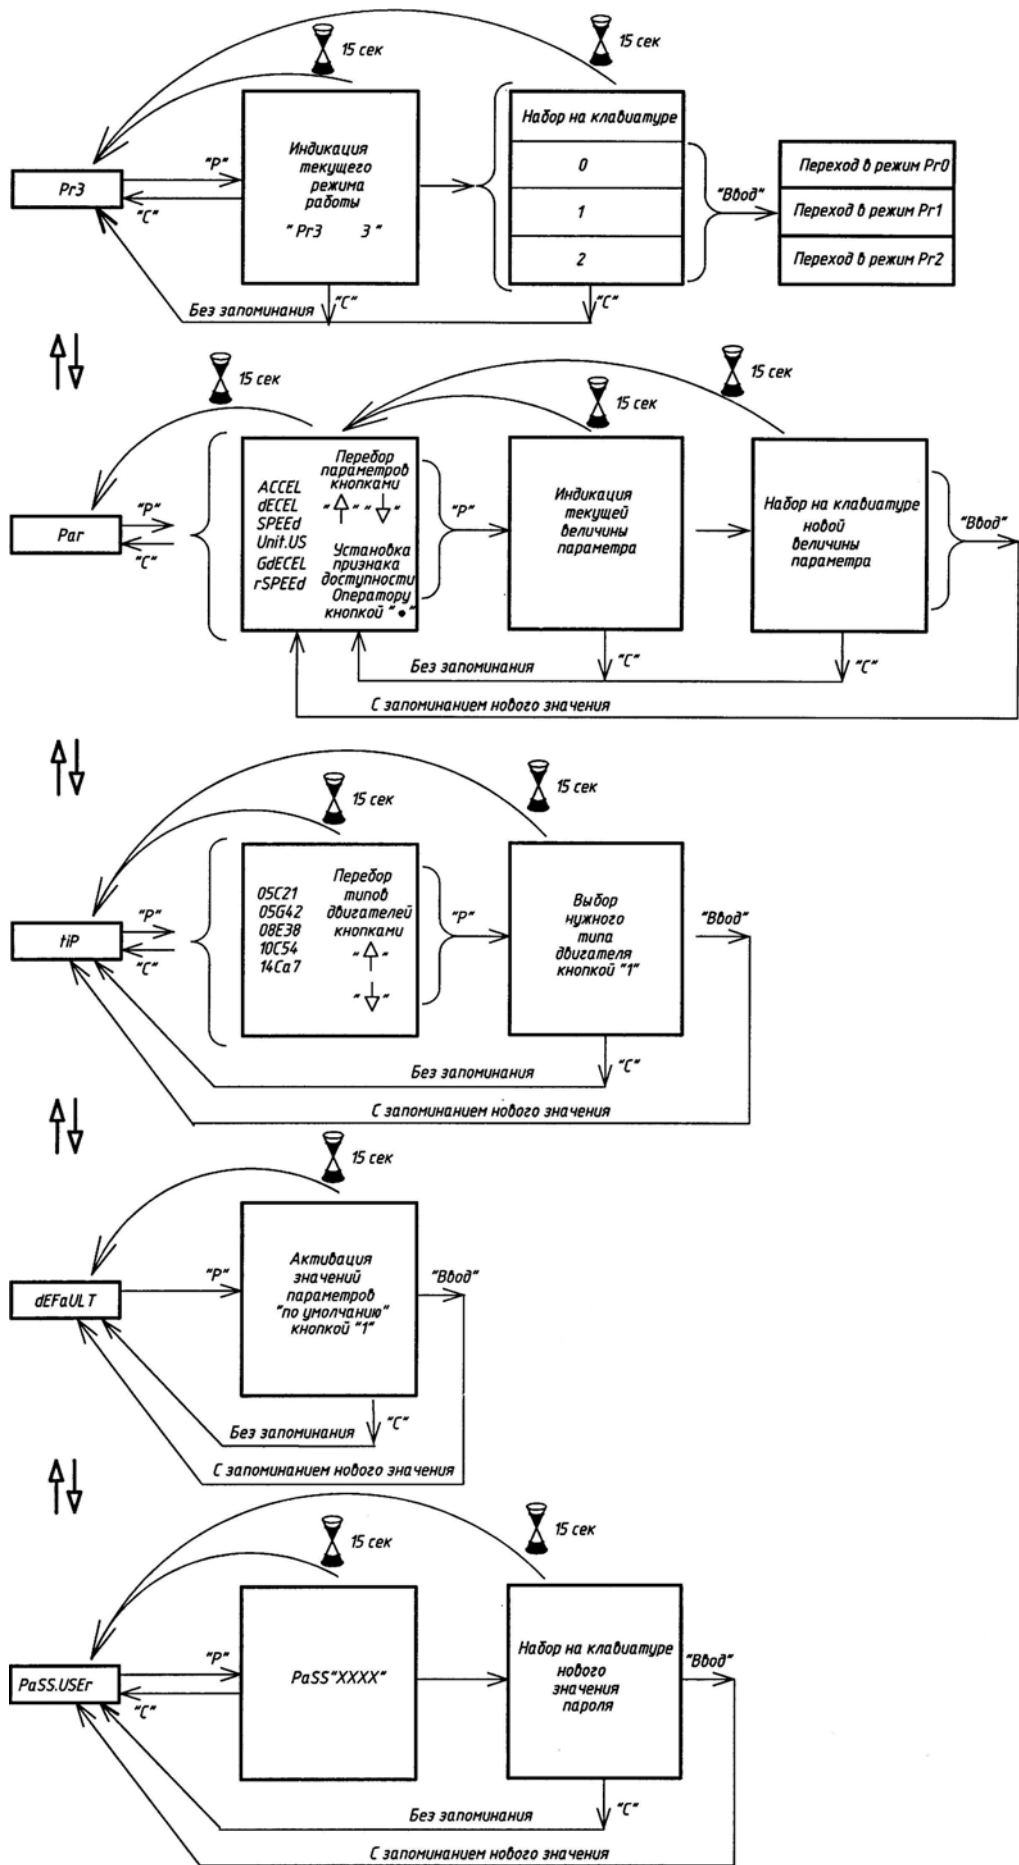 15 сек
15 сек
Pr3
"P"
"C"
Индикация
текущего
режима
работы
"Pr3 3"
Набор на клавиатуре
0
1
2
"Ввод"
Переход в режим Pr0
Переход в режим Pr1
Переход в режим Pr2
Без запоминания
"C"
"C"
15 сек
15 сек
15 сек
Par
"P"
"C"
ACCEL
dECEL
SPEEd
Unit.US
GdECEL
rSPEEd
Перебор
параметров
кнопками
" " " "
Установка
признака
доступности
Оператору
кнопкой "•"
"P"
Индикация
текущей
величины
параметра
Набор на клавиатуре
новой
величины
параметра
"Ввод"
Без запоминания
"C"
"C"
С запоминанием нового значения
15 сек
15 сек
tiP
"P"
"C"
05C21
05G42
08E38
10C54
14Ca7
Перебор
типов
двигателей
кнопками
" "
" "
"P"
Выбор
нужного
типа
двигателя
кнопкой "1"
"Ввод"
Без запоминания
"C"
С запоминанием нового значения
15 сек
dEFaULT
"P"
Активация
значений
параметров
"по умолчанию"
кнопкой "1"
"Ввод"
Без запоминания
"C"
С запоминанием нового значения
15 сек
15 сек
PaSS.USEr
"P"
"C"
PaSS"XXXX"
Набор на клавиатуре
нового
значения
пароля
"Ввод"
Без запоминания
"C"
С запоминанием нового значения